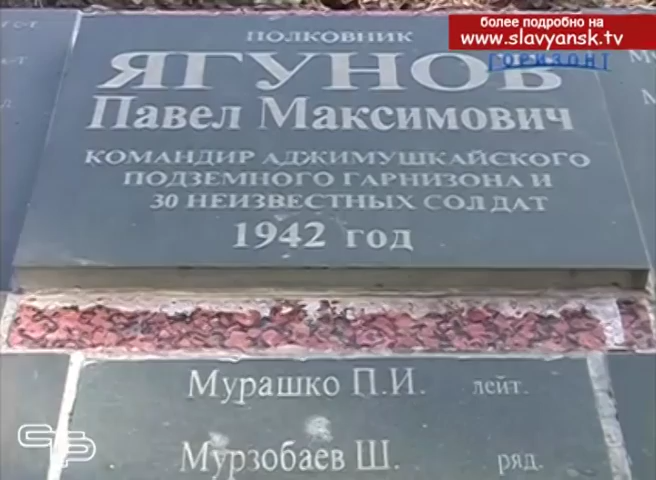 более подробно на
www.slavyansk.tv
ГОРИЗОНТ
ПОЛКОВНИК
ЯГУНОВ
Павел Максимович
КОМАНДИР АДЖИМУШКАЙСКОГО
ПОДЗЕМНОГО ГАРНИЗОНА И
30 НЕИЗВЕСТНЫХ СОЛДАТ
1942 год
Мурашко П.И. лейт.
Мурзобаев Ш. ряд.